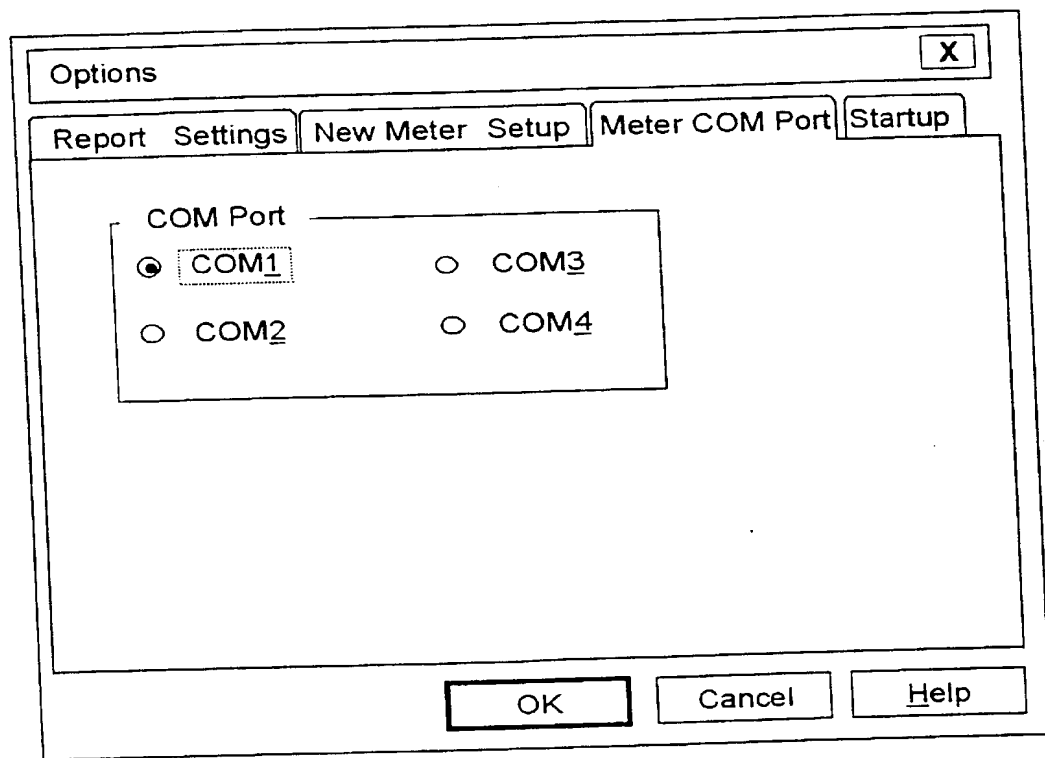 Options X
Report Settings New Meter Setup Meter COM Port Startup
COM Port
COM1 COM3
COM2 COM4
OK Cancel Help